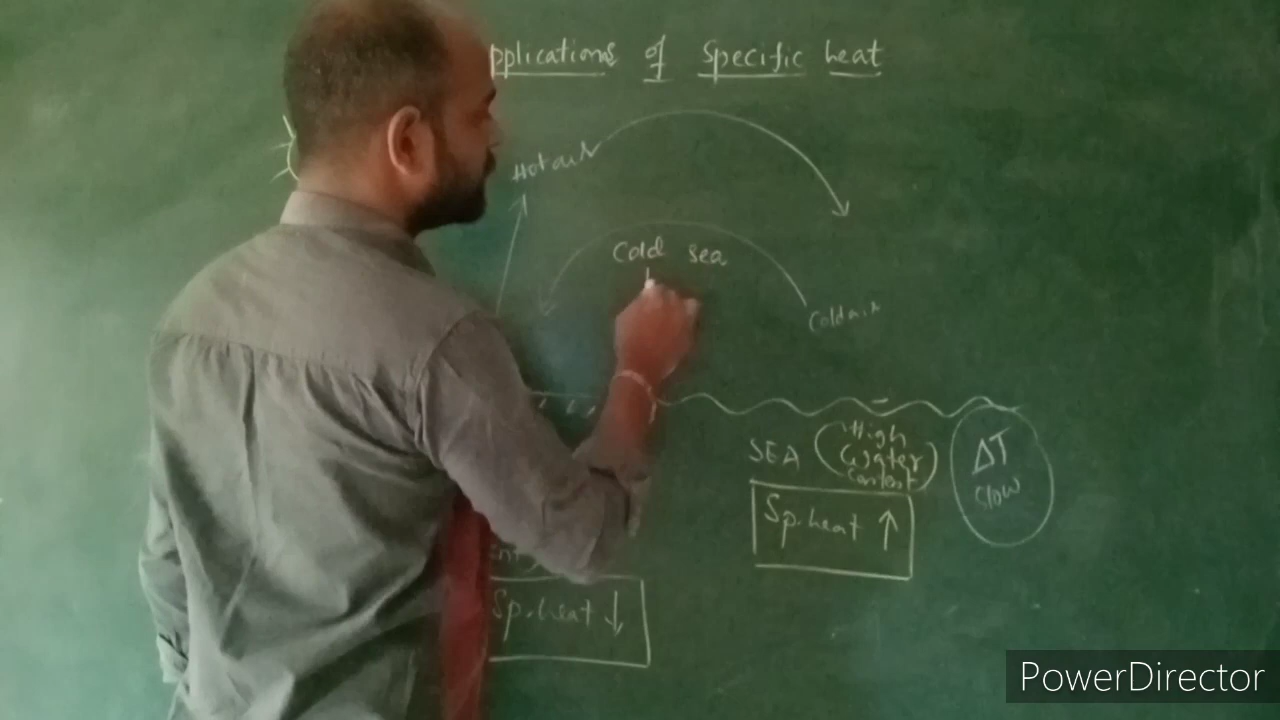 pplications of specific heat
Hot air
Cold sea
Cold air
SEA (High
Water
content)
ΔT
slow
Sp.heat ↑
Sp.heat ↓
PowerDirector